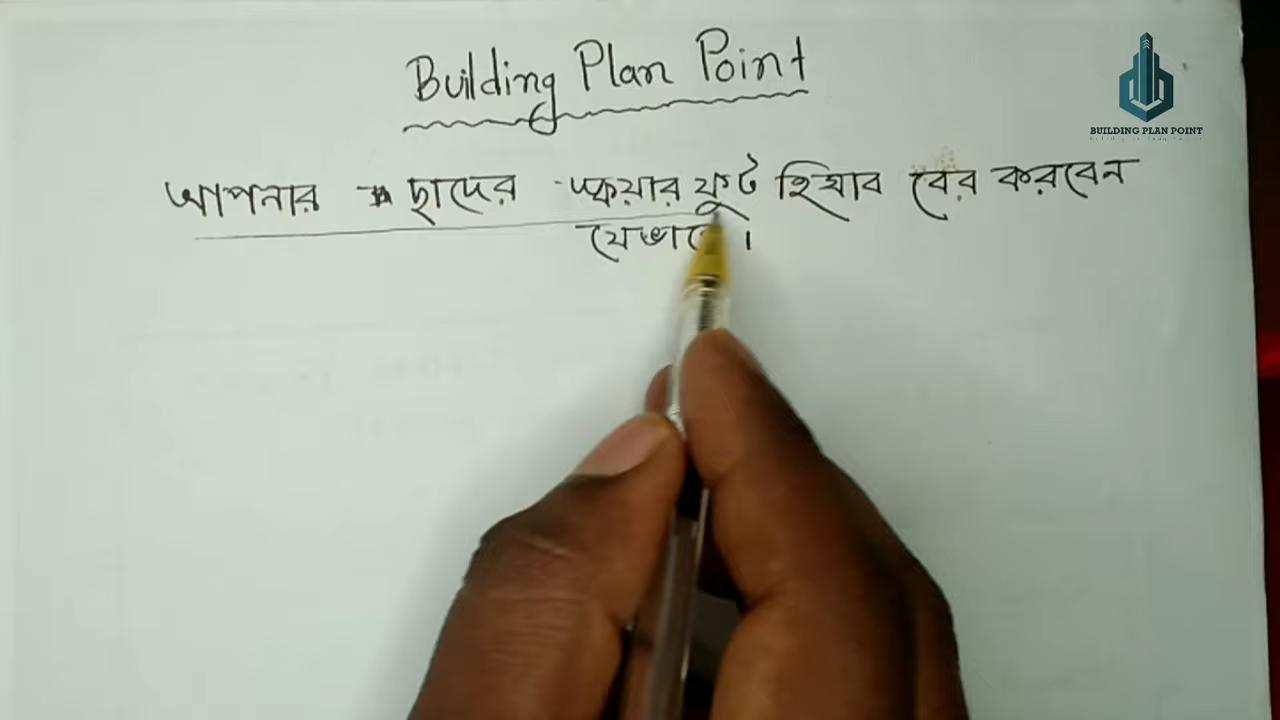 Building Plan Point
BUILDING PLAN POINT
আপনার ছাদের স্কয়ার ফুট হিসাব বের করবেন
যেভাবে।